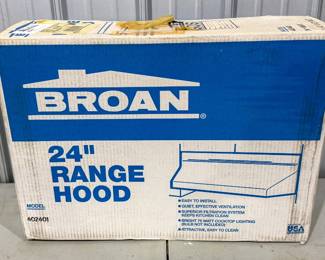 BROAN
®
24"
RANGE
HOOD
■ EASY TO INSTALL
■ QUIET, EFFECTIVE VENTILATION
■ SUPERIOR FILTRATION SYSTEM
KEEPS KITCHEN CLEAN
■ BRIGHT 75 WATT COOKTOP LIGHTING
(BULB NOT INCLUDED)
■ ATTRACTIVE, EASY TO CLEAN
MODEL
402401
USA